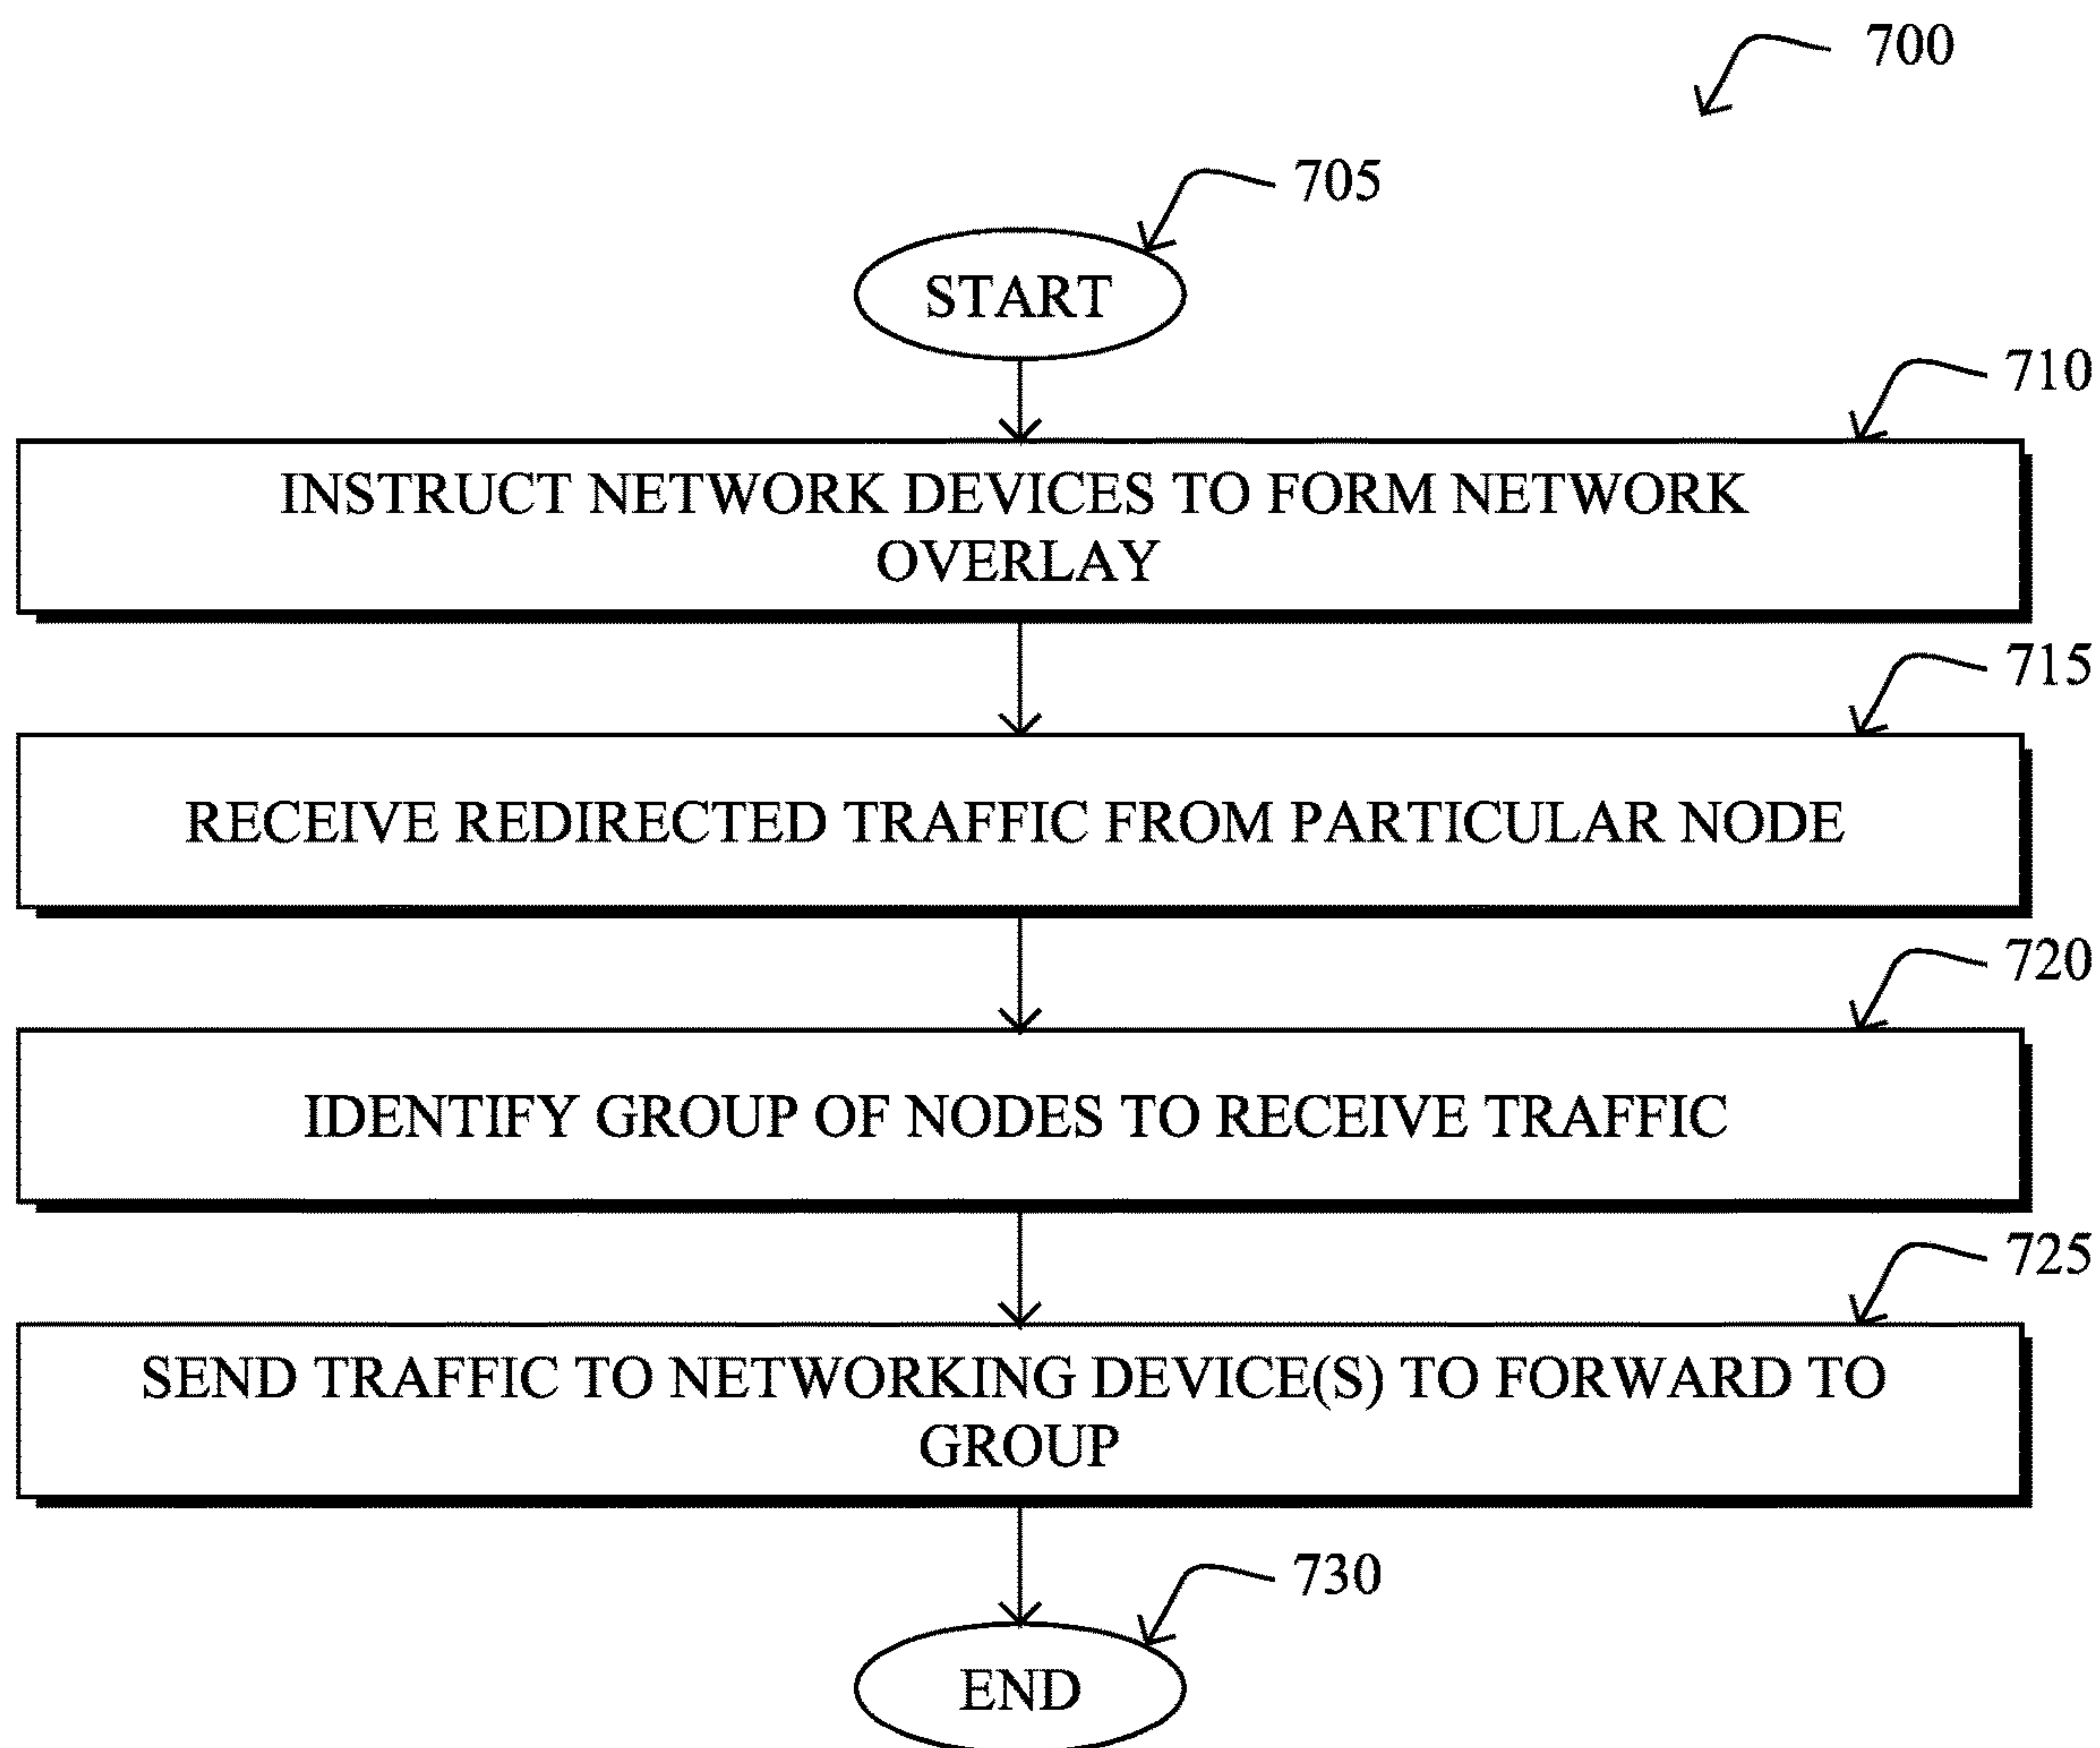 700
705
START
710
INSTRUCT NETWORK DEVICES TO FORM NETWORK
OVERLAY
715
RECEIVE REDIRECTED TRAFFIC FROM PARTICULAR NODE
720
IDENTIFY GROUP OF NODES TO RECEIVE TRAFFIC
725
SEND TRAFFIC TO NETWORKING DEVICE(S) TO FORWARD TO
GROUP
730
END